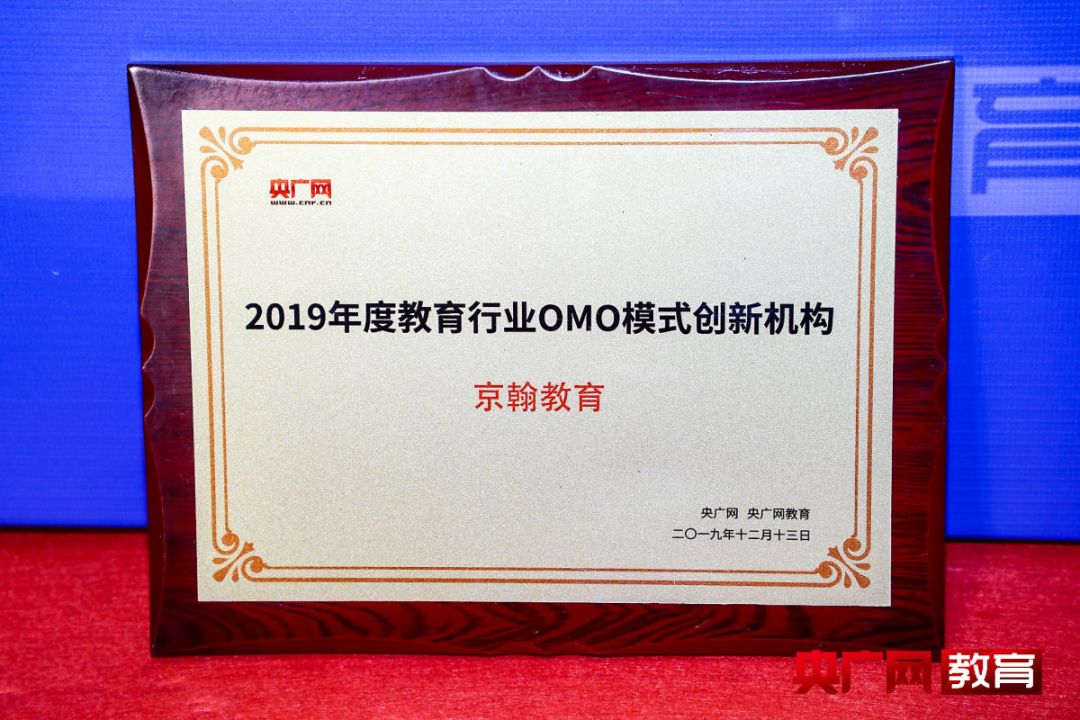 央广网
www.cnr.cn
2019年度教育行业OMO模式创新机构
京翰教育
央广网 央广网教育
二〇一九年十二月十三日
育
央广网 教育